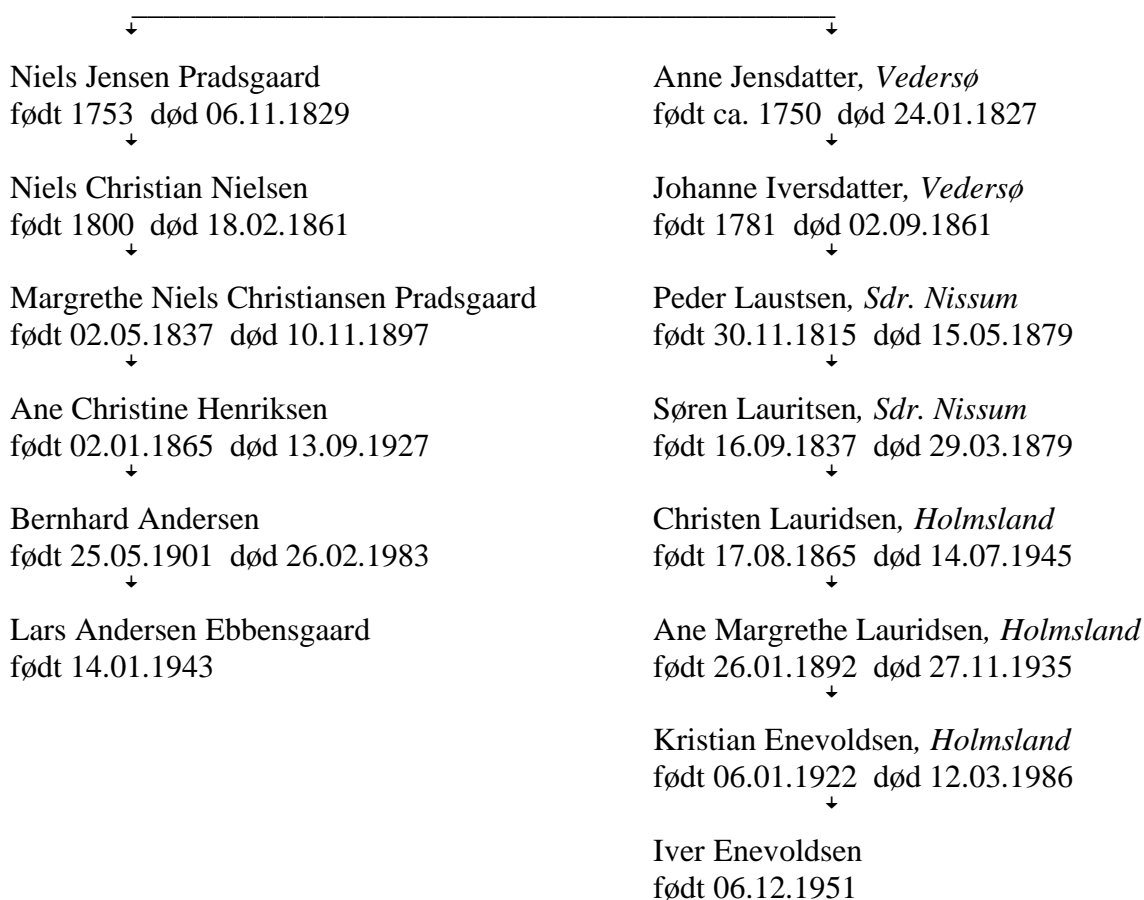 Niels Jensen Pradsgaard
født 1753 død 06.11.1829
Niels Christian Nielsen
født 1800 død 18.02.1861
Margrethe Niels Christiansen Pradsgaard
født 02.05.1837 død 10.11.1897
Ane Christine Henriksen
født 02.01.1865 død 13.09.1927
Bernhard Andersen
født 25.05.1901 død 26.02.1983
Lars Andersen Ebbensgaard
født 14.01.1943
Anne Jensdatter, Vedersø
født ca. 1750 død 24.01.1827
Johanne Iversdatter, Vedersø
født 1781 død 02.09.1861
Peder Laustsen, Sdr. Nissum
født 30.11.1815 død 15.05.1879
Søren Lauritsen, Sdr. Nissum
født 16.09.1837 død 29.03.1879
Christen Lauridsen, Holmsland
født 17.08.1865 død 14.07.1945
Ane Margrethe Lauridsen, Holmsland
født 26.01.1892 død 27.11.1935
Kristian Enevoldsen, Holmsland
født 06.01.1922 død 12.03.1986
Iver Enevoldsen
født 06.12.1951